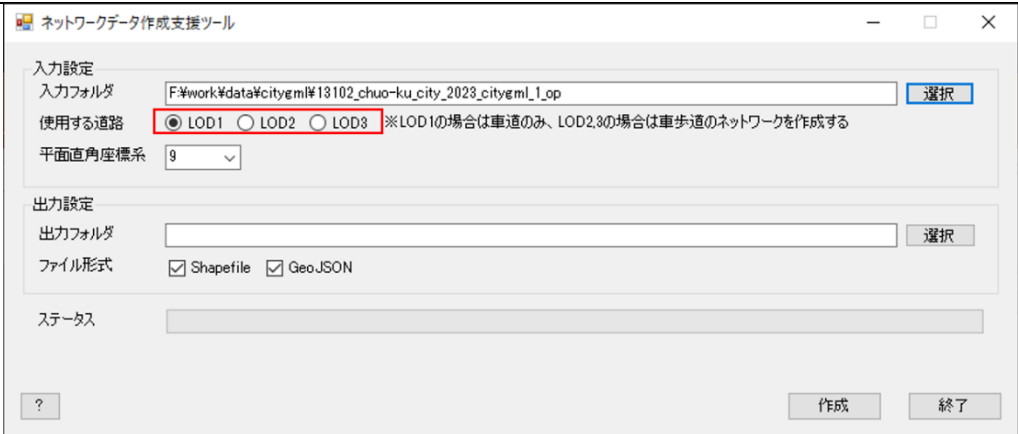 ネットワークデータ作成支援ツール
入力設定
入力フォルダ F:¥work¥data¥citygml¥13102_chuo-ku_city_2023_citygml_1_op 選択
使用する道路 LOD1 LOD2 LOD3 ※LOD1の場合は車道のみ、LOD2,3の場合は車歩道のネットワークを作成する
平面直角座標系 9
出力設定
出力フォルダ 選択
ファイル形式 Shapefile GeoJSON
ステータス
? 作成 終了